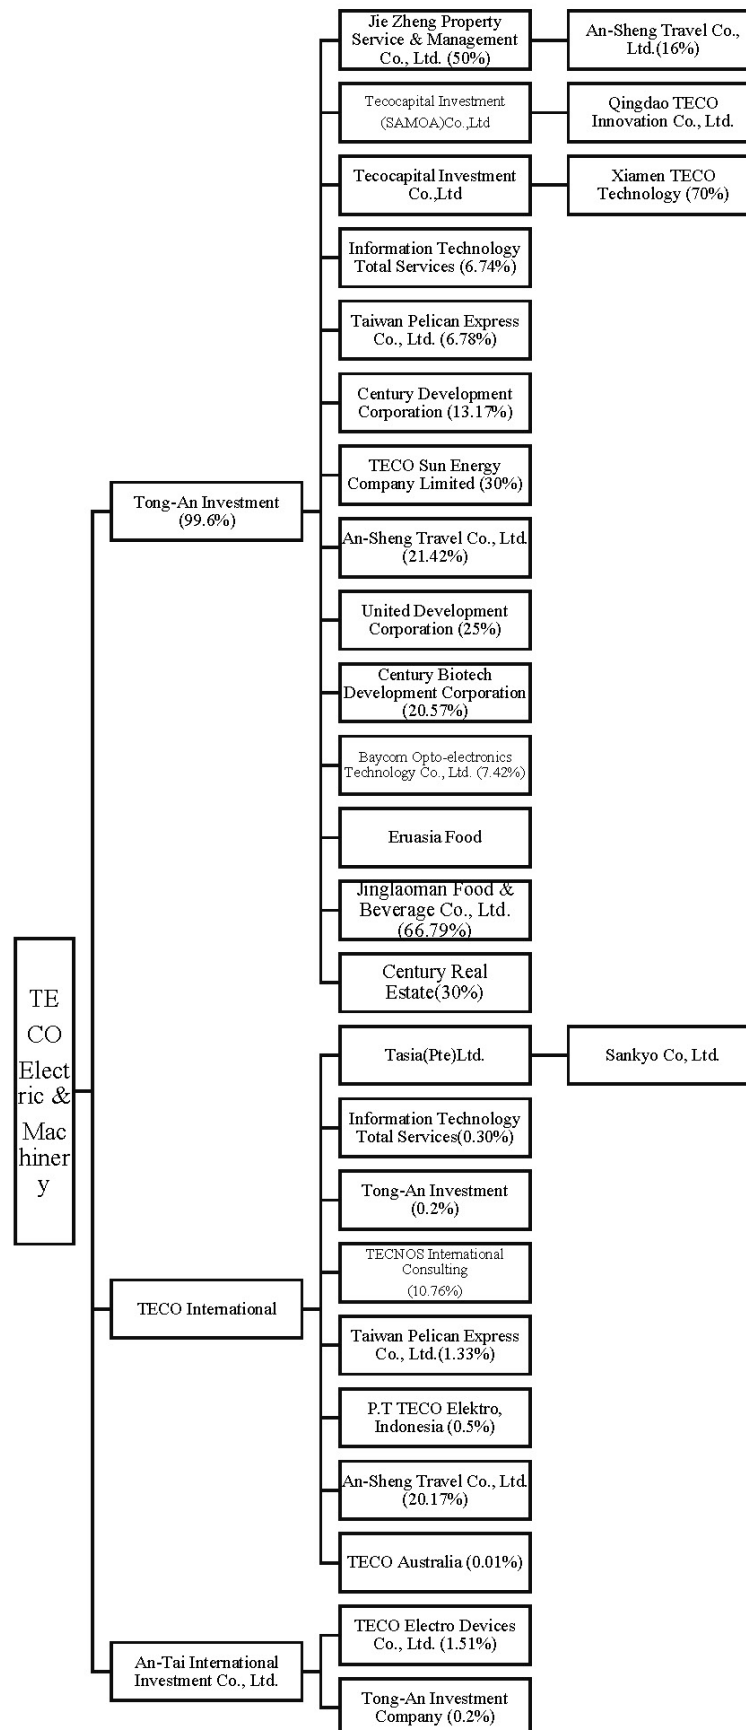 Jie Zheng Property
Service & Management
Co., Ltd. (50%)
An-Sheng Travel Co.,
Ltd.(16%)
Tecocapital Investment
(SAMOA)Co.,Ltd
Qingdao TECO
Innovation Co., Ltd.
Tecocapital Investment
Co.,Ltd
Xiamen TECO
Technology (70%)
Information Technology
Total Services (6.74%)
Taiwan Pelican Express
Co., Ltd. (6.78%)
Century Development
Corporation (13.17%)
TECO Sun Energy
Company Limited (30%)
Tong-An Investment
(99.6%)
An-Sheng Travel Co., Ltd.
(21.42%)
United Development
Corporation (25%)
Century Biotech
Development Corporation
(20.57%)
Baycom Opto-electronics
Technology Co., Ltd. (7.42%)
Eruasia Food
Jinglaoman Food &
Beverage Co., Ltd.
(66.79%)
Century Real
Estate(30%)
TE
CO
Elect
ric &
Mac
hiner
y
Tasia(Pte)Ltd.
Sankyo Co, Ltd.
Information Technology
Total Services(0.30%)
Tong-An Investment
(0.2%)
TECNOS International
Consulting
(10.76%)
TECO International
Taiwan Pelican Express
Co., Ltd.(1.33%)
P.T TECO Elektro,
Indonesia (0.5%)
An-Sheng Travel Co., Ltd.
(20.17%)
TECO Australia (0.01%)
An-Tai International
Investment Co., Ltd.
TECO Electro Devices
Co., Ltd. (1.51%)
Tong-An Investment
Company (0.2%)